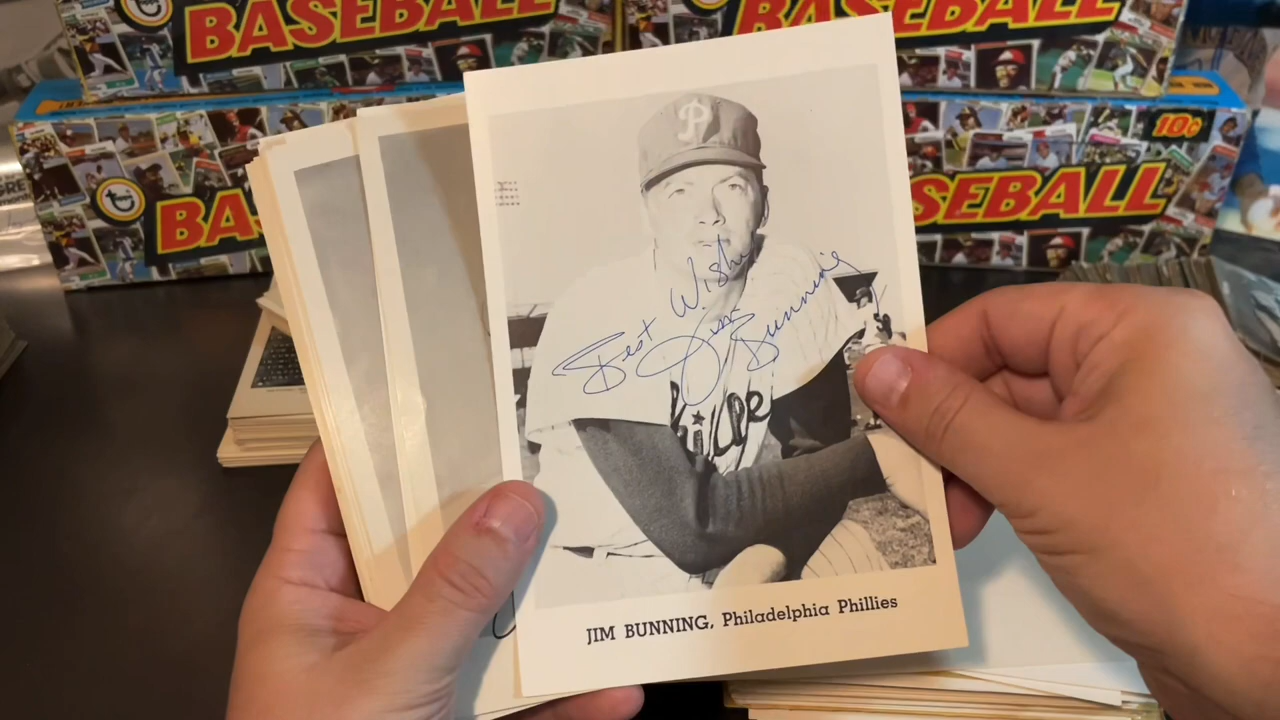 BASEBALL
BASEBALL
BASEBALL
10¢
BASEBALL
P
Best Wishes
Jim Bunning
Phillies
JIM BUNNING, Philadelphia Phillies